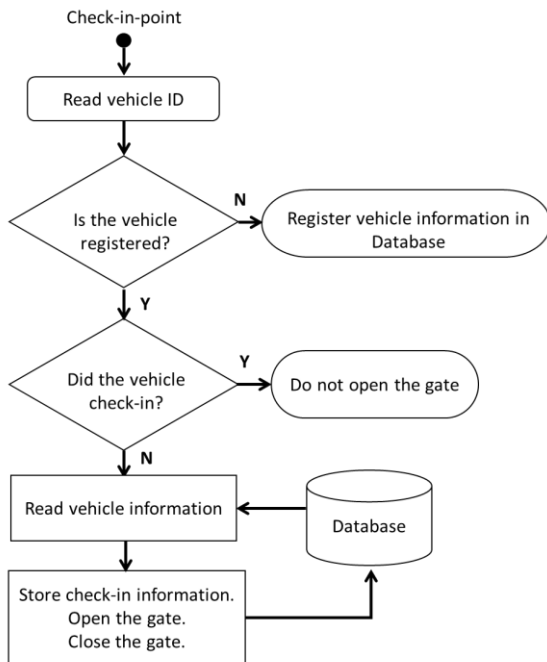 Check-in-point
Read vehicle ID
Is the vehicle
registered?
N
Register vehicle information in
Database
Y
Did the vehicle
check-in?
Y
Do not open the gate
N
Read vehicle information
Database
Store check-in information.
Open the gate.
Close the gate.